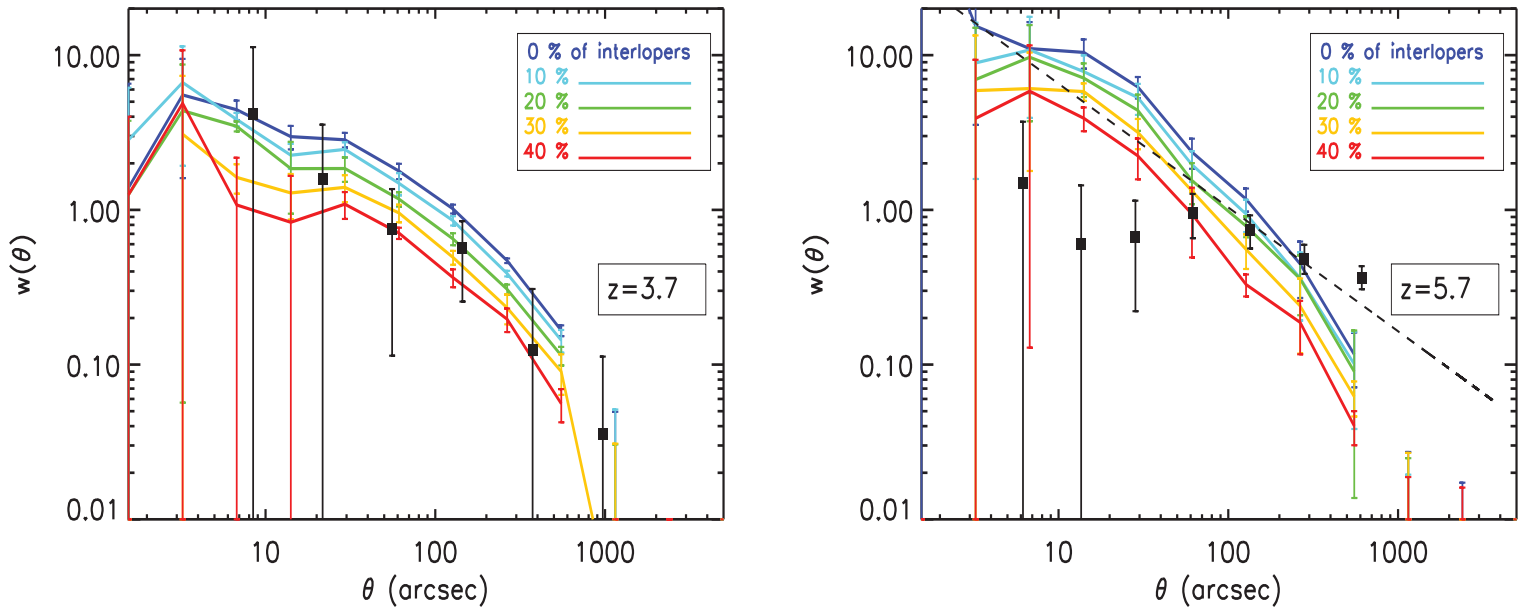 10.00
1.00
0.10
0.01
w(θ)
0 % of interlopers
10 %
20 %
30 %
40 %
z=3.7
10
100
1000
θ (arcsec)
10.00
1.00
0.10
0.01
w(θ)
0 % of interlopers
10 %
20 %
30 %
40 %
z=5.7
10
100
1000
θ (arcsec)